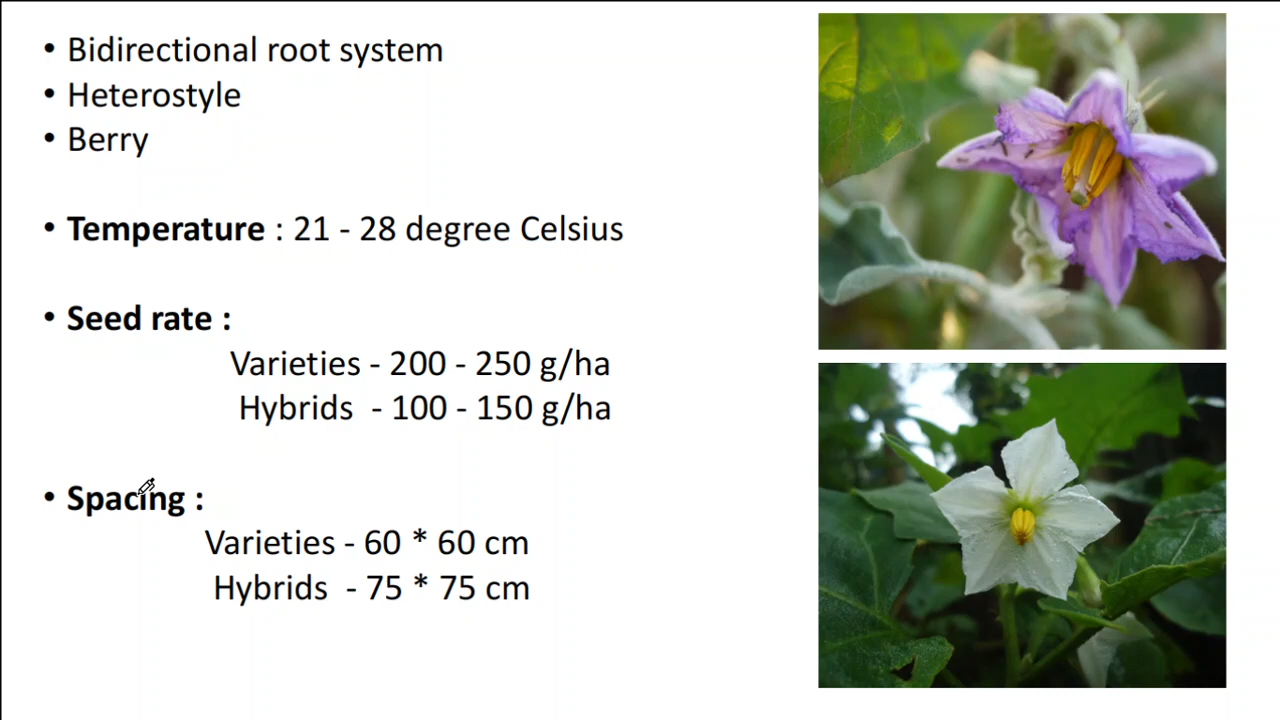 • Bidirectional root system
• Heterostyle
• Berry
• Temperature : 21 - 28 degree Celsius
• Seed rate :
Varieties - 200 - 250 g/ha
Hybrids - 100 - 150 g/ha
• Spacing :
Varieties - 60 * 60 cm
Hybrids - 75 * 75 cm